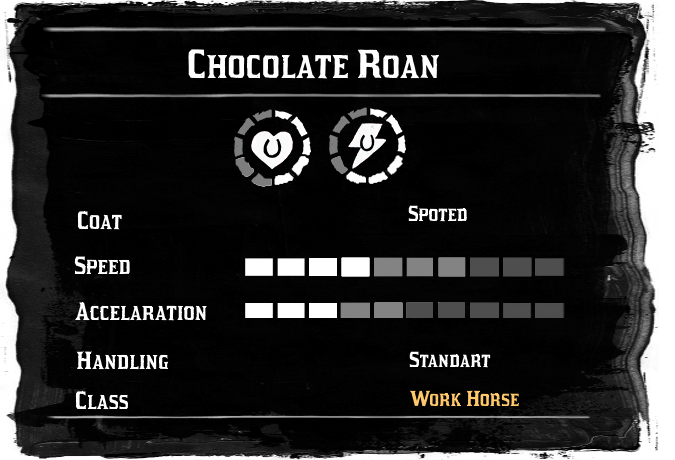 Chocolate Roan
Coat Spoted
Speed
Accelaration
Handling Standart
Class Work Horse